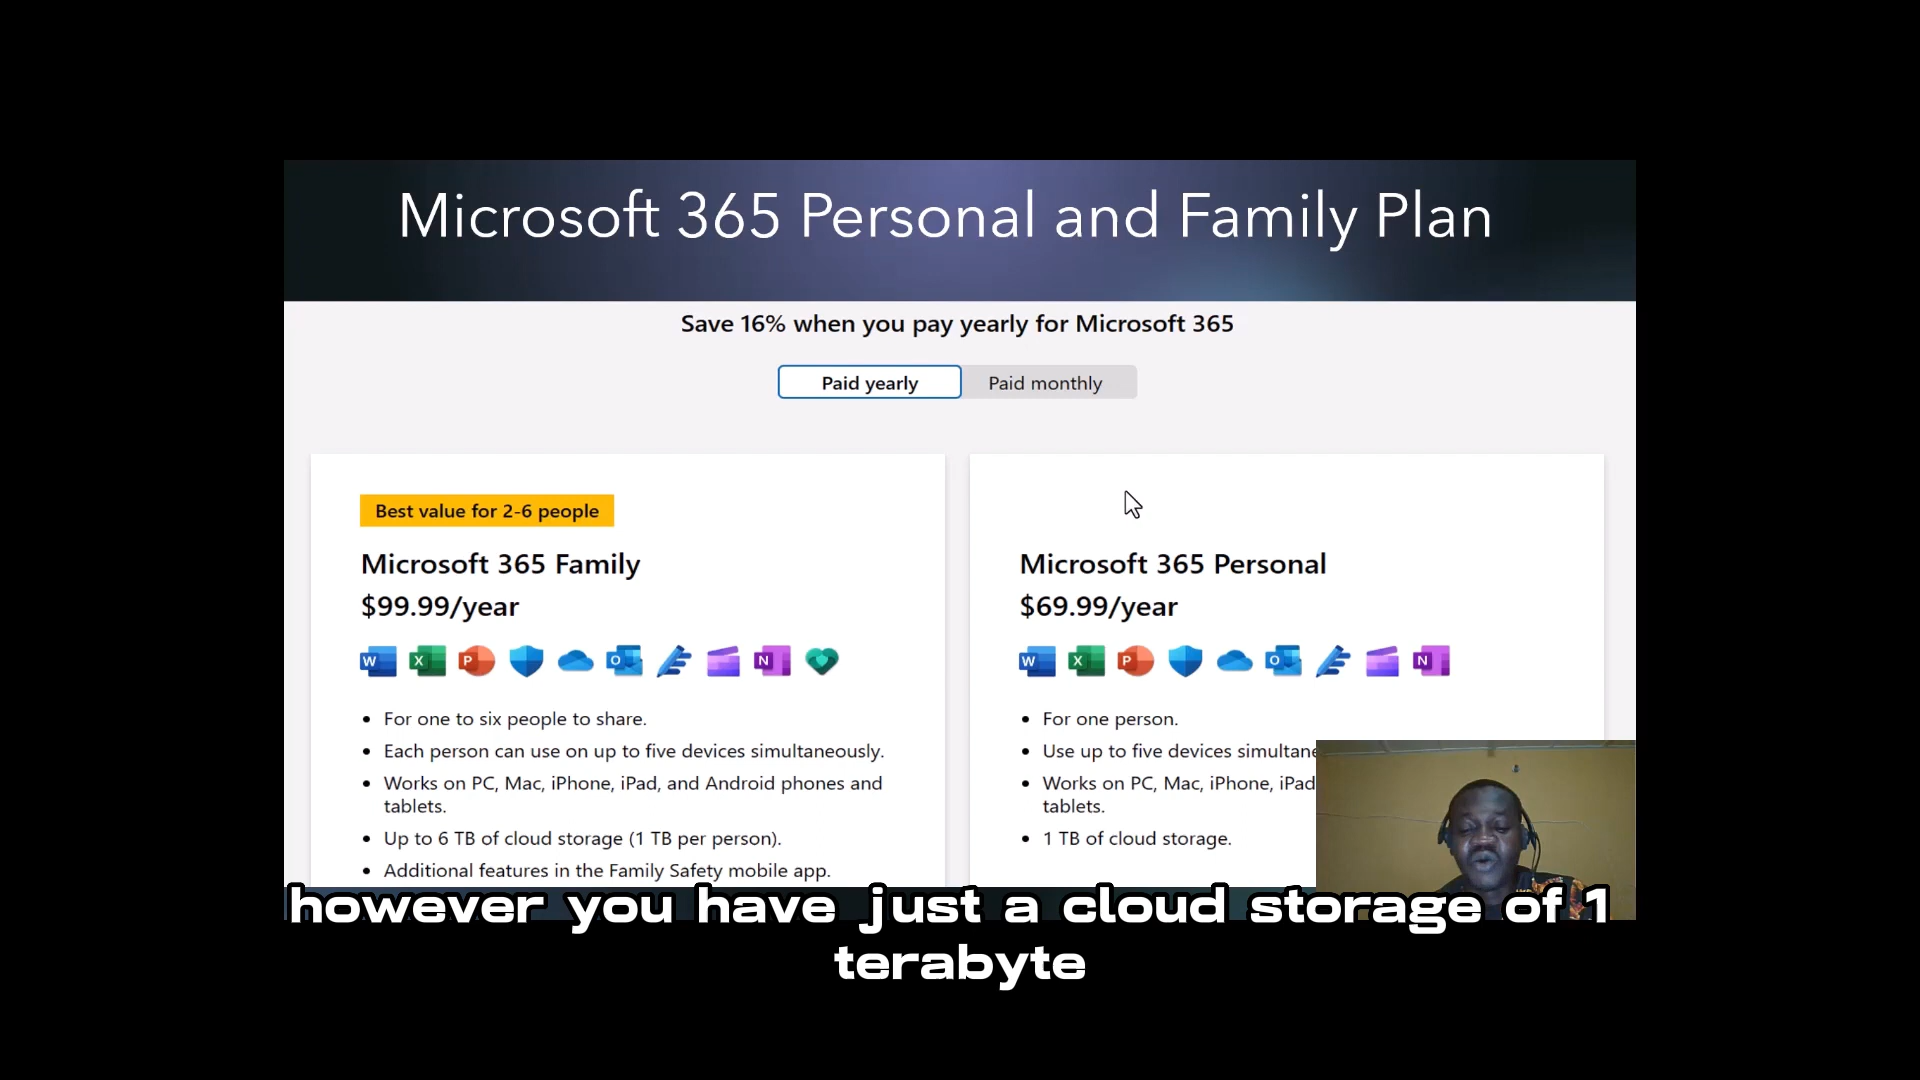 Microsoft 365 Personal and Family Plan
Save 16% when you pay yearly for Microsoft 365
Paid yearly
Paid monthly
Best value for 2-6 people
Microsoft 365 Family
$99.99/year
W X P O N
• For one to six people to share.
• Each person can use on up to five devices simultaneously.
• Works on PC, Mac, iPhone, iPad, and Android phones and
tablets.
• Up to 6 TB of cloud storage (1 TB per person).
• Additional features in the Family Safety mobile app.
Microsoft 365 Personal
$69.99/year
W X P O N
• For one person.
• Use up to five devices simultane
• Works on PC, Mac, iPhone, iPad
tablets.
• 1 TB of cloud storage.
however you have just a cloud storage of 1
terabyte